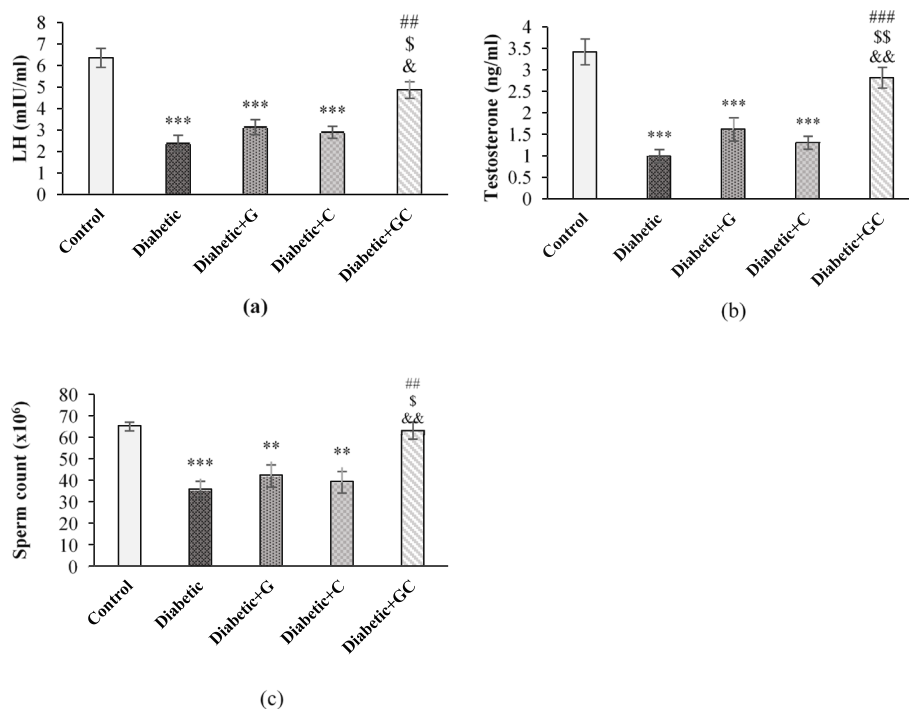 LH (mIU/ml)
8
7
6
5
4
3
2
1
0
***
***
***
##
$
&
Control
Diabetic
Diabetic+G
Diabetic+C
Diabetic+GC
(a)
Testosterone (ng/ml)
4
3.5
3
2.5
2
1.5
1
0.5
0
***
***
***
###
$$
&&
Control
Diabetic
Diabetic+G
Diabetic+C
Diabetic+GC
(b)
Sperm count (x10⁶)
80
70
60
50
40
30
20
10
0
***
**
**
##
$
&&
Control
Diabetic
Diabetic+G
Diabetic+C
Diabetic+GC
(c)